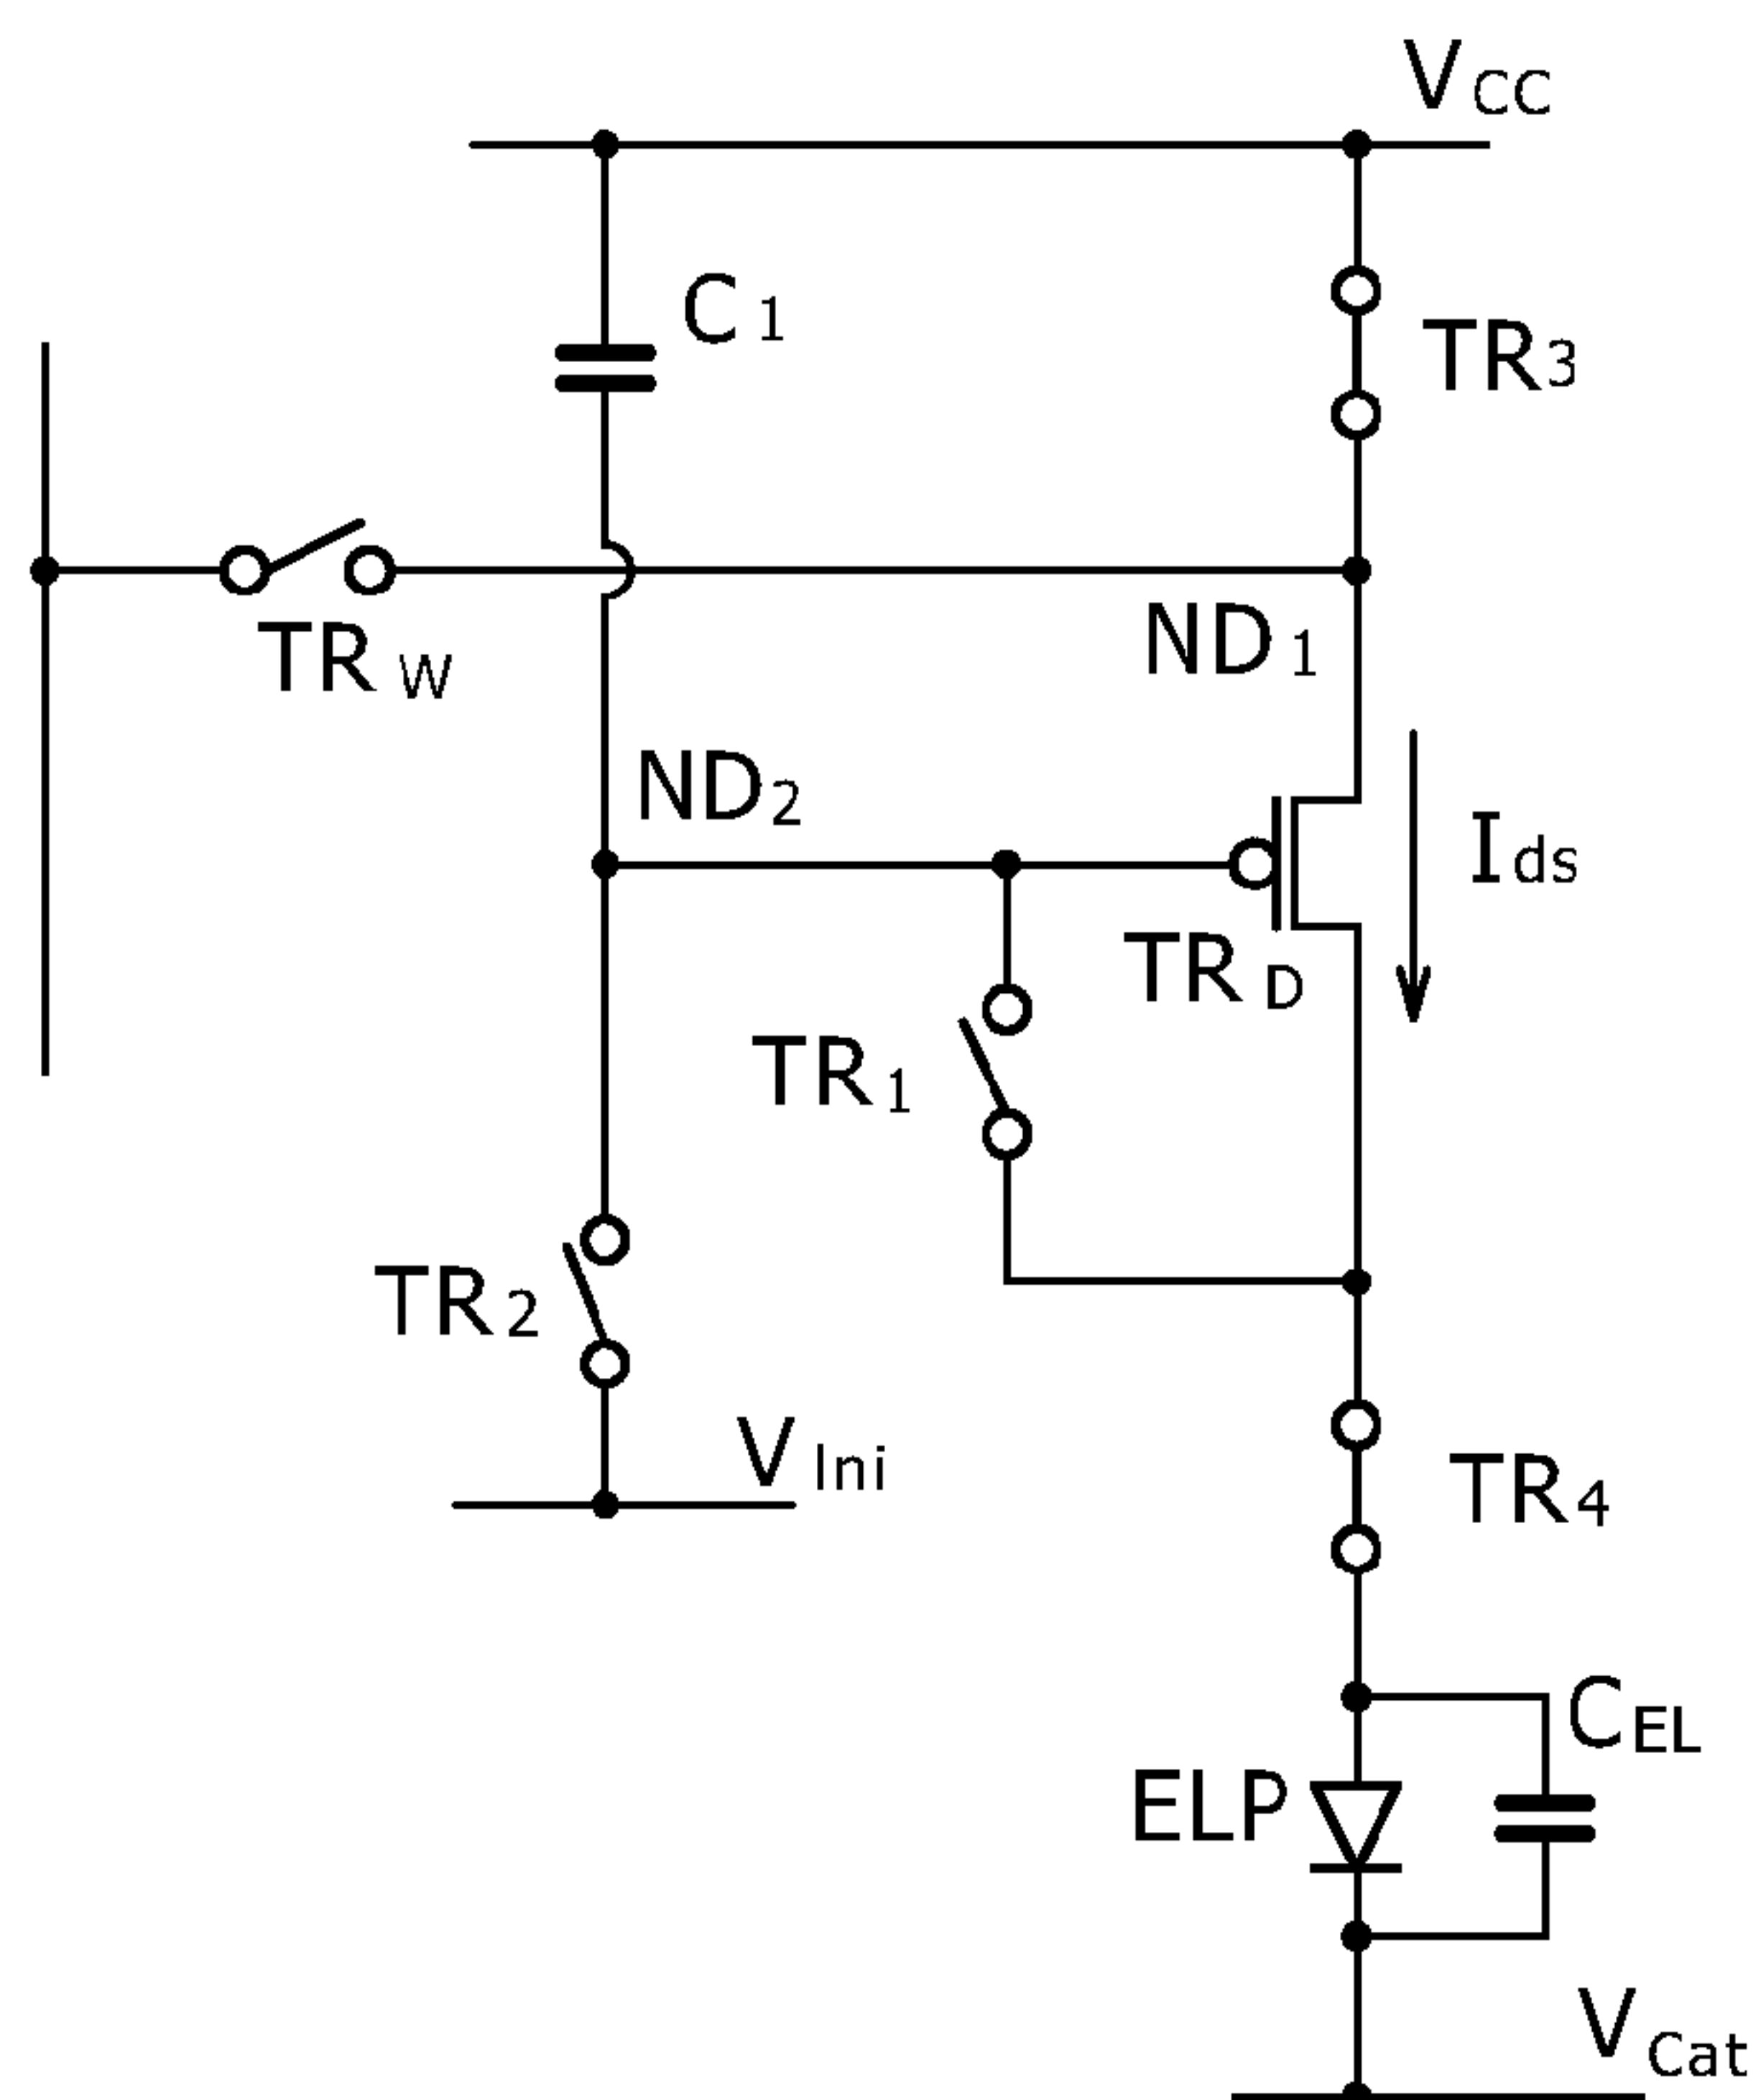 VCC
C1
TR3
TRW
ND1
ND2
Ids
TRD
TR1
TR2
VIni
TR4
CEL
ELP
VCat